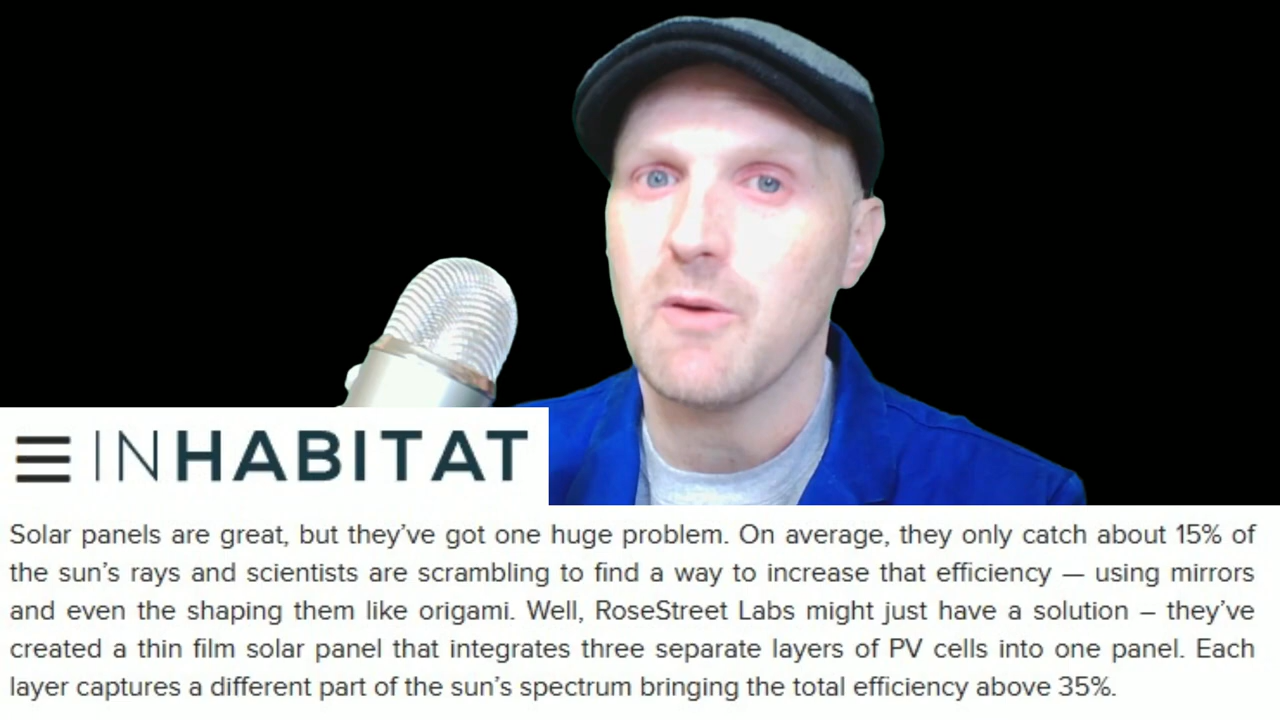 INHABITAT
Solar panels are great, but they've got one huge problem. On average, they only catch about 15% of
the sun's rays and scientists are scrambling to find a way to increase that efficiency — using mirrors
and even the shaping them like origami. Well, RoseStreet Labs might just have a solution – they've
created a thin film solar panel that integrates three separate layers of PV cells into one panel. Each
layer captures a different part of the sun's spectrum bringing the total efficiency above 35%.